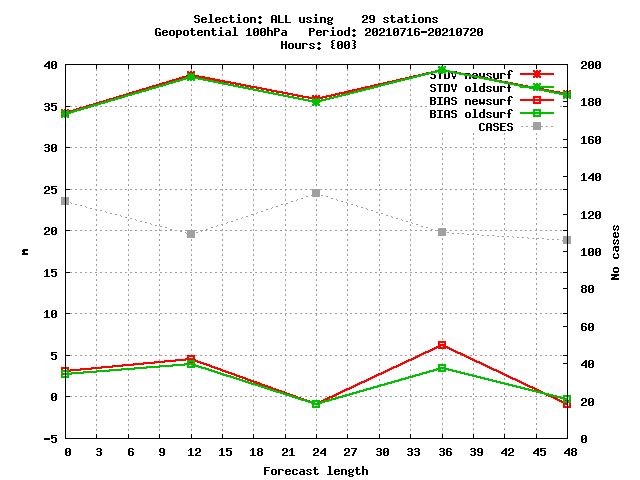 Selection: ALL using    29 stations
Geopotential 100hPa   Period: 20210716-20210720
Hours: {00}
STDV newsurf
STDV oldsurf
BIAS newsurf
BIAS oldsurf
CASES
40
35
30
25
20
15
10
5
0
-5
m
200
180
160
140
120
100
80
60
40
20
0
No cases
0 3 6 9 12 15 18 21 24 27 30 33 36 39 42 45 48
Forecast length